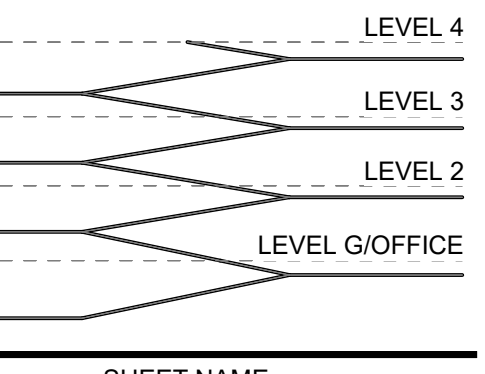 LEVEL 4
LEVEL 3
LEVEL 2
LEVEL G/OFFICE
SHEET NAME